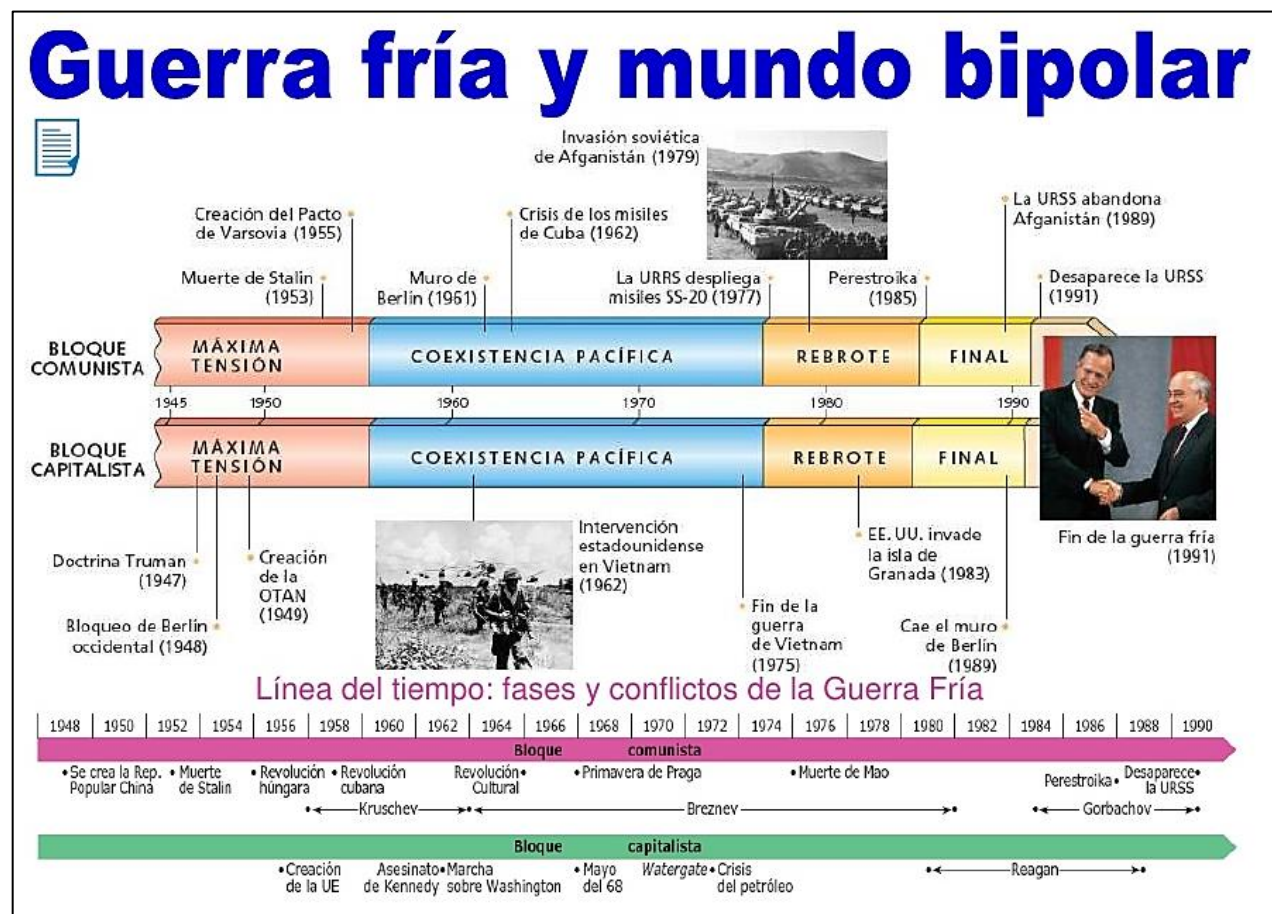 Guerra fría y mundo bipolar
Invasión soviética
de Afganistán (1979)
Creación del Pacto
de Varsovia (1955)
Crisis de los misiles
de Cuba (1962)
La URSS abandona
Afganistán (1989)
Muerte de Stalin
(1953)
Muro de
Berlín (1961)
La URRS despliega
misiles SS-20 (1977)
Perestroika
(1985)
Desaparece la URSS
(1991)
BLOQUE
COMUNISTA
MÁXIMA
TENSIÓN
COEXISTENCIA PACÍFICA
REBROTE
FINAL
1945 1950 1960 1970 1980 1990
BLOQUE
CAPITALISTA
MÁXIMA
TENSIÓN
COEXISTENCIA PACÍFICA
REBROTE
FINAL
Doctrina Truman
(1947)
Creación
de la
OTAN
(1949)
Bloqueo de Berlín
occidental (1948)
Intervención
estadounidense
en Vietnam
(1962)
Fin de la
guerra
de Vietnam
(1975)
EE. UU. invade
la isla de
Granada (1983)
Cae el muro
de Berlín
(1989)
Fin de la guerra fría
(1991)
Línea del tiempo: fases y conflictos de la Guerra Fría
1948 1950 1952 1954 1956 1958 1960 1962 1964 1966 1968 1970 1972 1974 1976 1978 1980 1982 1984 1986 1988 1990
Bloque comunista
Se crea la Rep.
Popular China
Muerte
de Stalin
Revolución
húngara
Revolución
cubana
Revolución
Cultural
Primavera de Praga
Muerte de Mao
Perestroika
Desaparece
la URSS
Kruschev
Breznev
Gorbachov
Bloque capitalista
Creación
de la UE
Asesinato
de Kennedy
Marcha
sobre Washington
Mayo
del 68
Watergate
Crisis
del petróleo
Reagan